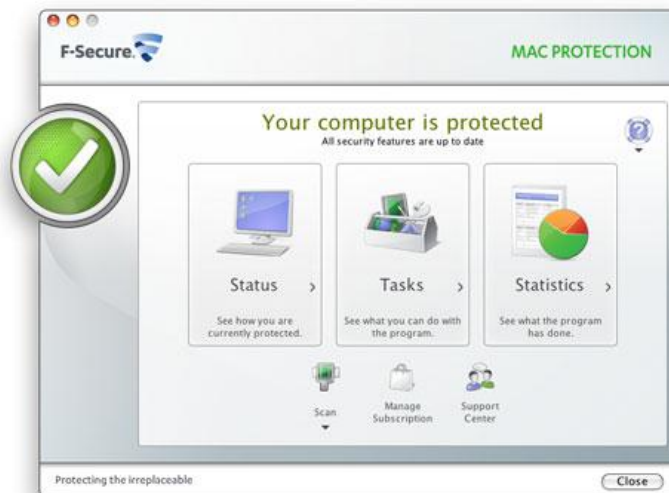 F-Secure.
MAC PROTECTION
Your computer is protected
All security features are up to date
Status
See how you are
currently protected.
Tasks
See what you can do with
the program.
Statistics
See what the program
has done.
Scan
Manage
Subscription
Support
Center
Protecting the irreplaceable
Close